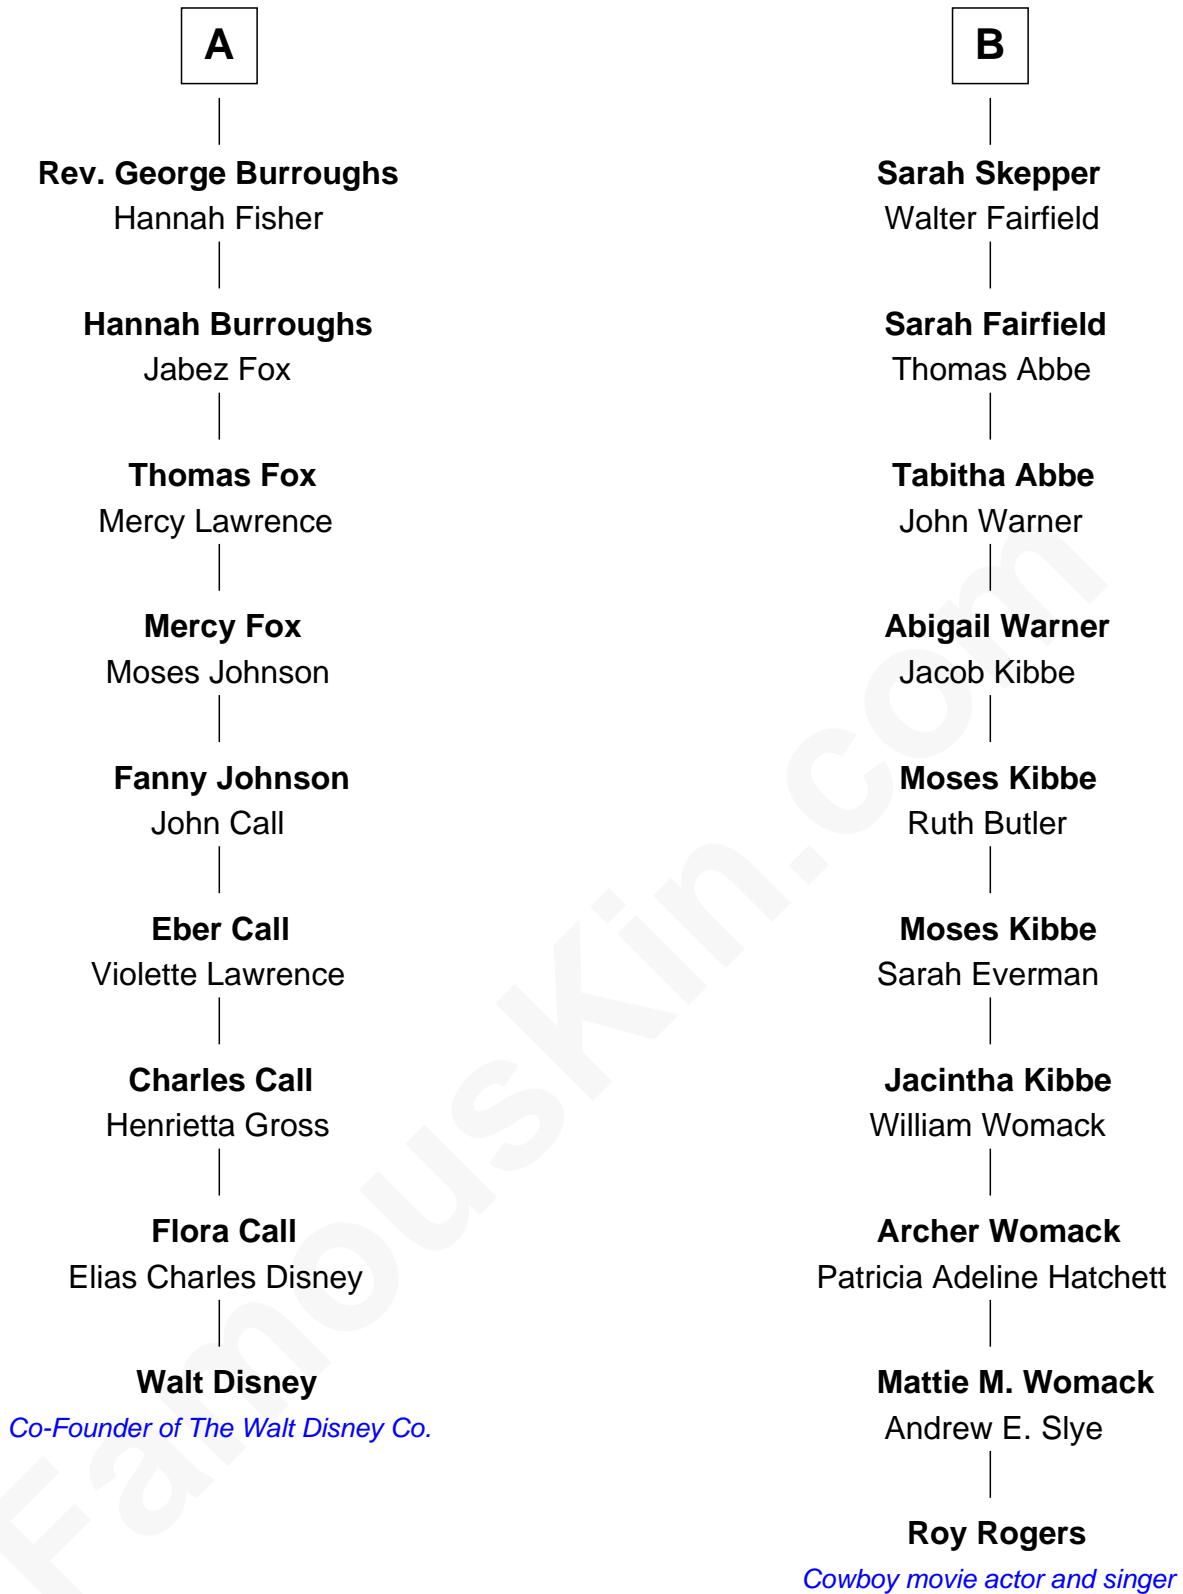 A
Rev. George Burroughs
Hannah Fisher
Hannah Burroughs
Jabez Fox
Thomas Fox
Mercy Lawrence
Mercy Fox
Moses Johnson
Fanny Johnson
John Call
Eber Call
Violette Lawrence
Charles Call
Henrietta Gross
Flora Call
Elias Charles Disney
Walt Disney
Co-Founder of The Walt Disney Co.
B
Sarah Skepper
Walter Fairfield
Sarah Fairfield
Thomas Abbe
Tabitha Abbe
John Warner
Abigail Warner
Jacob Kibbe
Moses Kibbe
Ruth Butler
Moses Kibbe
Sarah Everman
Jacintha Kibbe
William Womack
Archer Womack
Patricia Adeline Hatchett
Mattie M. Womack
Andrew E. Slye
Roy Rogers
Cowboy movie actor and singer
FamousKin.com